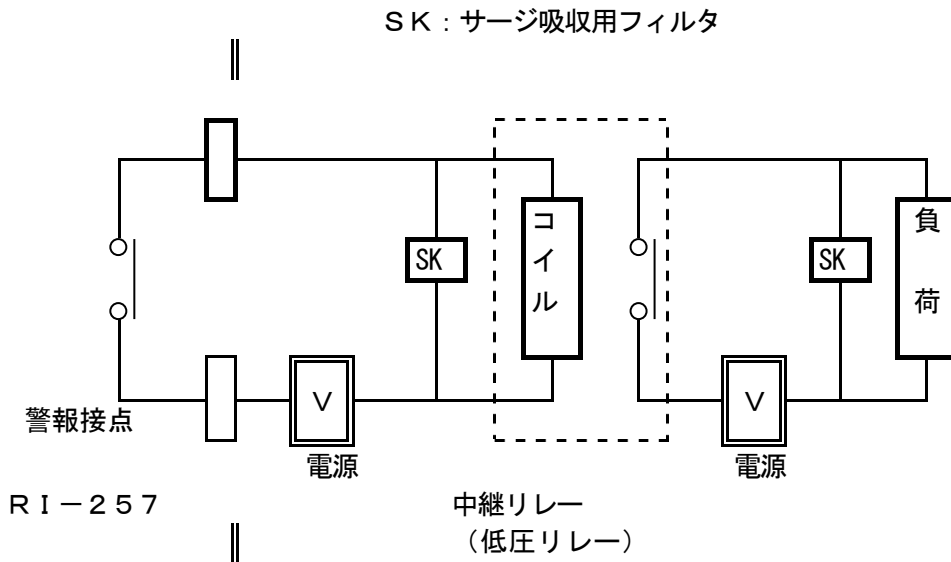 SK:サージ吸収用フィルタ
コイル
負荷
SK
SK
V
V
警報接点
電源
電源
RI-257
中継リレー
(低圧リレー)